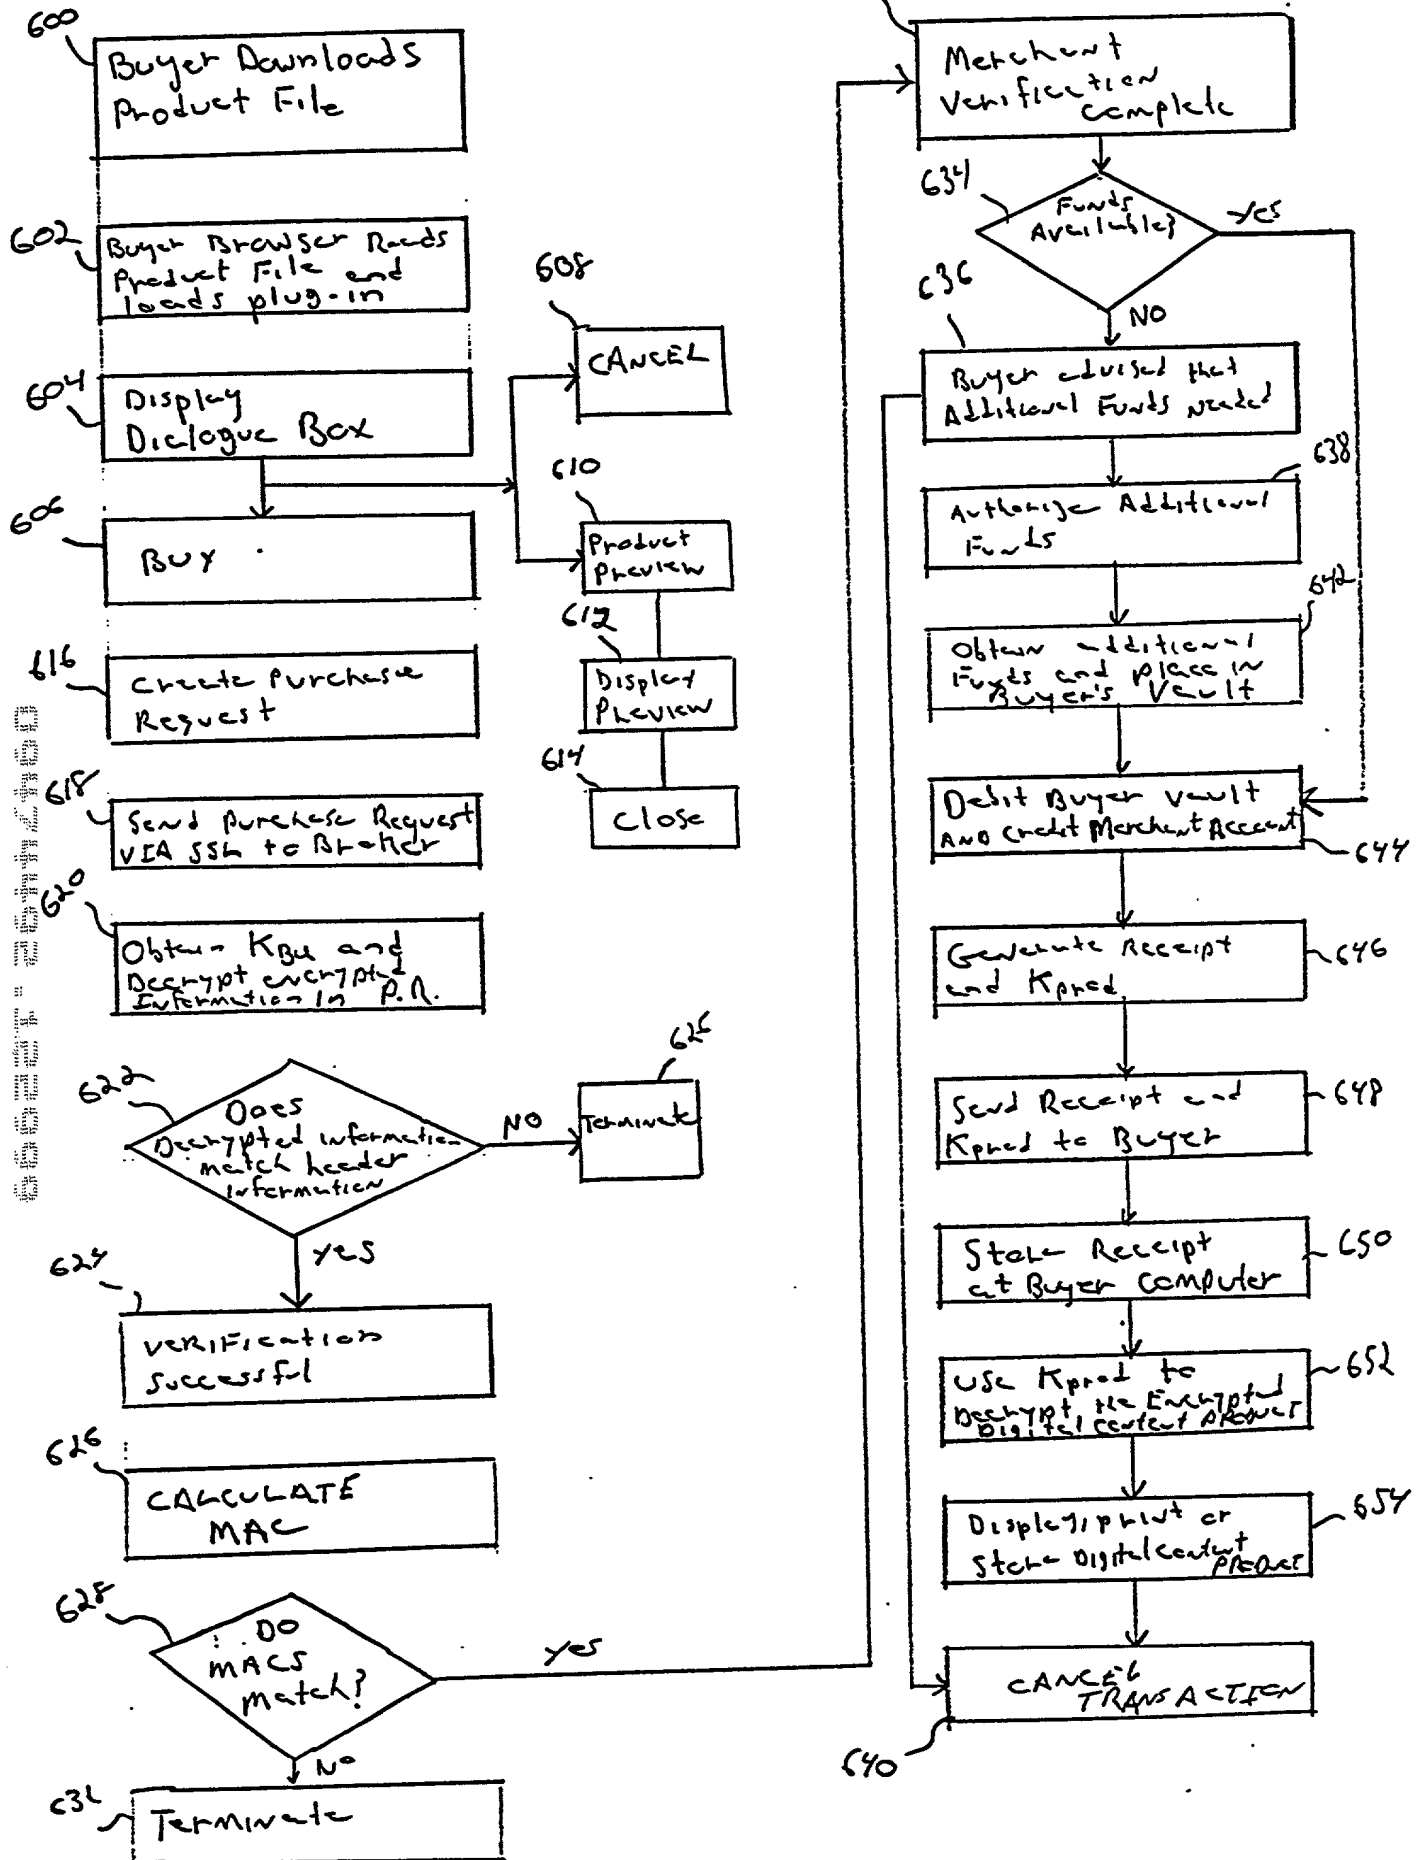 600
Buyer Downloads
Product File
602
Buyer Browser Reads
Product File and
loads plug-in
604
Display
Dialogue Box
608
CANCEL
606
BUY
610
Product
Preview
612
Display
Preview
614
Close
616
Create Purchase
Request
618
Send Purchase Request
VIA SSL to Broker
620
Obtain KBU and
Decrypt encrypted
Information In P.R.
622
Does
Decrypted information
match header
information
NO
Terminate
YES
624
Verification
Successful
626
CALCULATE
MAC
628
DO
MACS
Match?
Yes
No
Terminate
Merchant
Verification
Complete
634
Funds
Available?
Yes
NO
636
Buyer advised that
Additional Funds Needed
638
Authorize Additional
Funds
642
Obtain additional
Funds and place in
Buyer's Vault
Debit Buyer Vault
AND Credit Merchant Account
644
Generate Receipt
and Kprod
646
Send Receipt and
Kprod to Buyer
648
Store Receipt
at Buyer Computer
650
Use Kprod to
Decrypt the Encrypted
Digital Content PRODUCT
652
Display, print or
Store Digital Content
PRODUCT
654
CANCEL
TRANSACTION
640